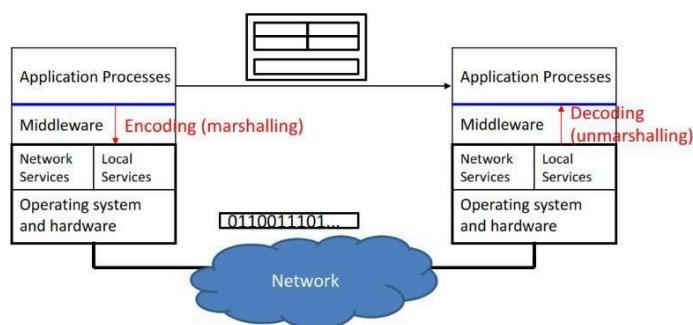 Application Processes
Middleware
Encoding (marshalling)
Network
Services
Local
Services
Operating system
and hardware
Application Processes
Middleware
Decoding
(unmarshalling)
Network
Services
Local
Services
Operating system
and hardware
0110011101...
Network